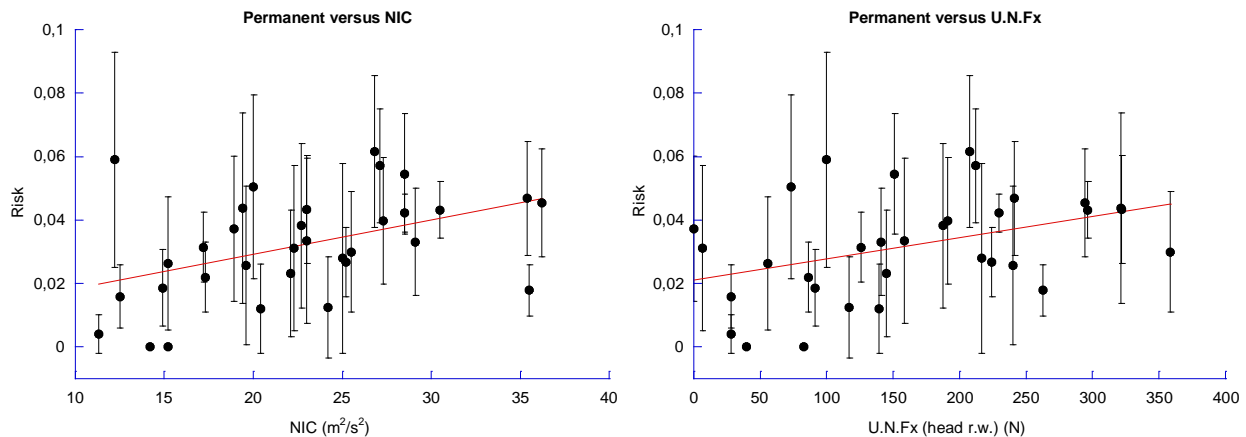 Permanent versus NIC
0,1
0,08
0,06
0,04
0,02
0
Risk
10 15 20 25 30 35 40
NIC (m²/s²)
Permanent versus U.N.Fx
0,1
0,08
0,06
0,04
0,02
0
Risk
0 50 100 150 200 250 300 350 400
U.N.Fx (head r.w.) (N)